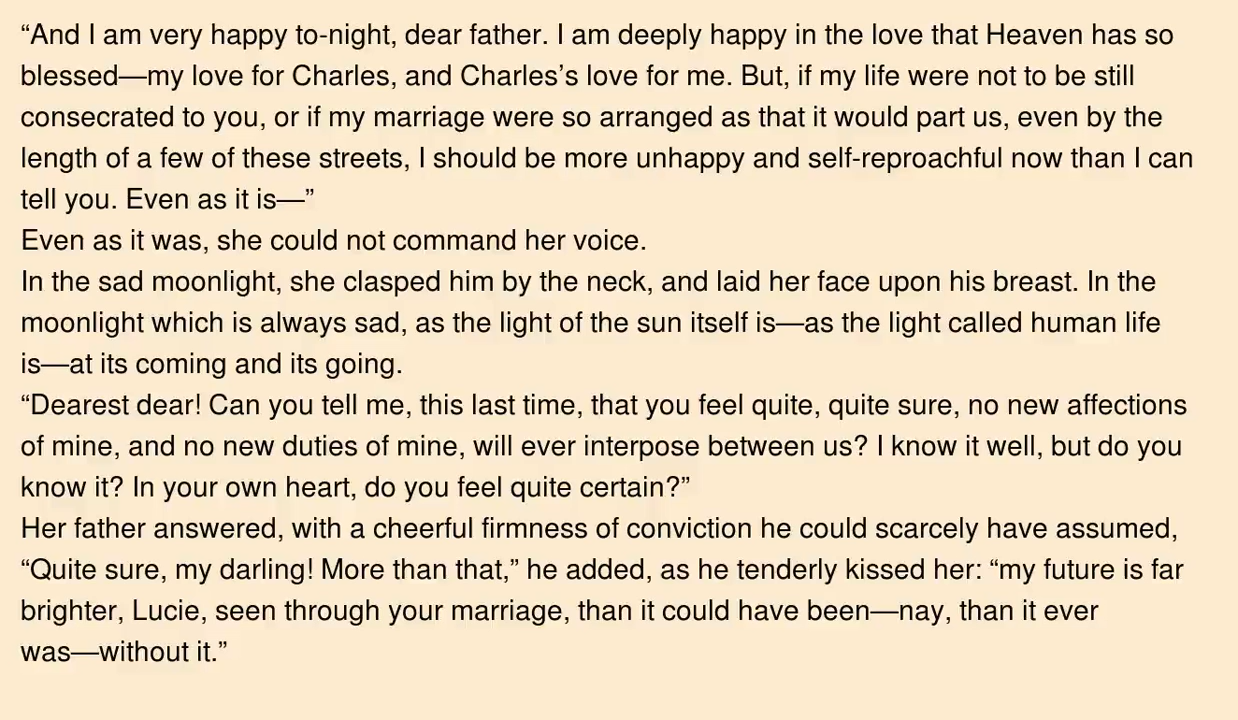 “And I am very happy to-night, dear father. I am deeply happy in the love that Heaven has so
blessed—my love for Charles, and Charles’s love for me. But, if my life were not to be still
consecrated to you, or if my marriage were so arranged as that it would part us, even by the
length of a few of these streets, I should be more unhappy and self-reproachful now than I can
tell you. Even as it is—”
Even as it was, she could not command her voice.
In the sad moonlight, she clasped him by the neck, and laid her face upon his breast. In the
moonlight which is always sad, as the light of the sun itself is—as the light called human life
is—at its coming and its going.
“Dearest dear! Can you tell me, this last time, that you feel quite, quite sure, no new affections
of mine, and no new duties of mine, will ever interpose between us? I know it well, but do you
know it? In your own heart, do you feel quite certain?”
Her father answered, with a cheerful firmness of conviction he could scarcely have assumed,
“Quite sure, my darling! More than that,” he added, as he tenderly kissed her: “my future is far
brighter, Lucie, seen through your marriage, than it could have been—nay, than it ever
was—without it.”